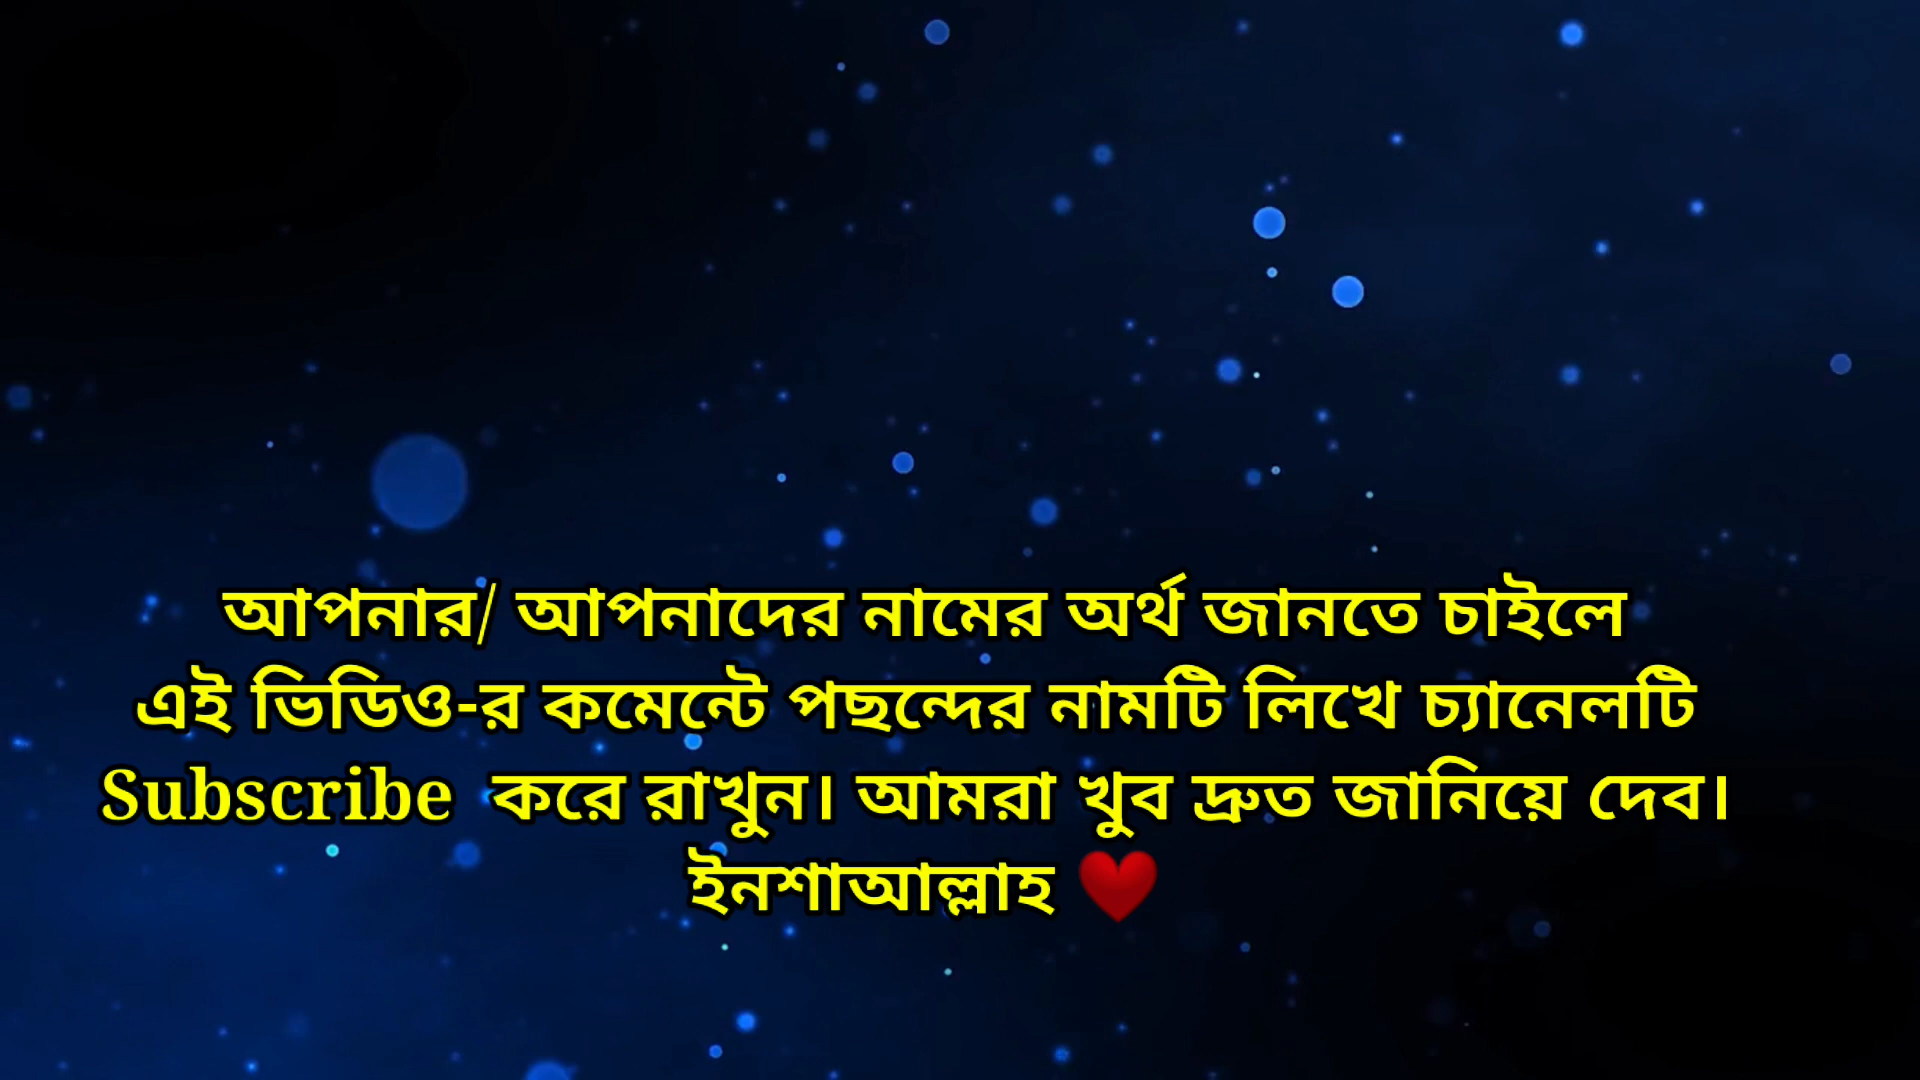 আপনার/ আপনাদের নামের অর্থ জানতে চাইলে
এই ভিডিও-র কমেন্টে পছন্দের নামটি লিখে চ্যানেলটি
Subscribe করে রাখুন। আমরা খুব দ্রুত জানিয়ে দেব।
ইনশাআল্লাহ ❤️